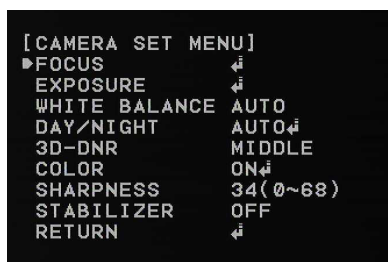 [CAMERA SET MENU]
FOCUS ↲
EXPOSURE ↲
WHITE BALANCE AUTO
DAY/NIGHT AUTO↲
3D-DNR MIDDLE
COLOR ON↲
SHARPNESS 34(0~68)
STABILIZER OFF
RETURN ↲